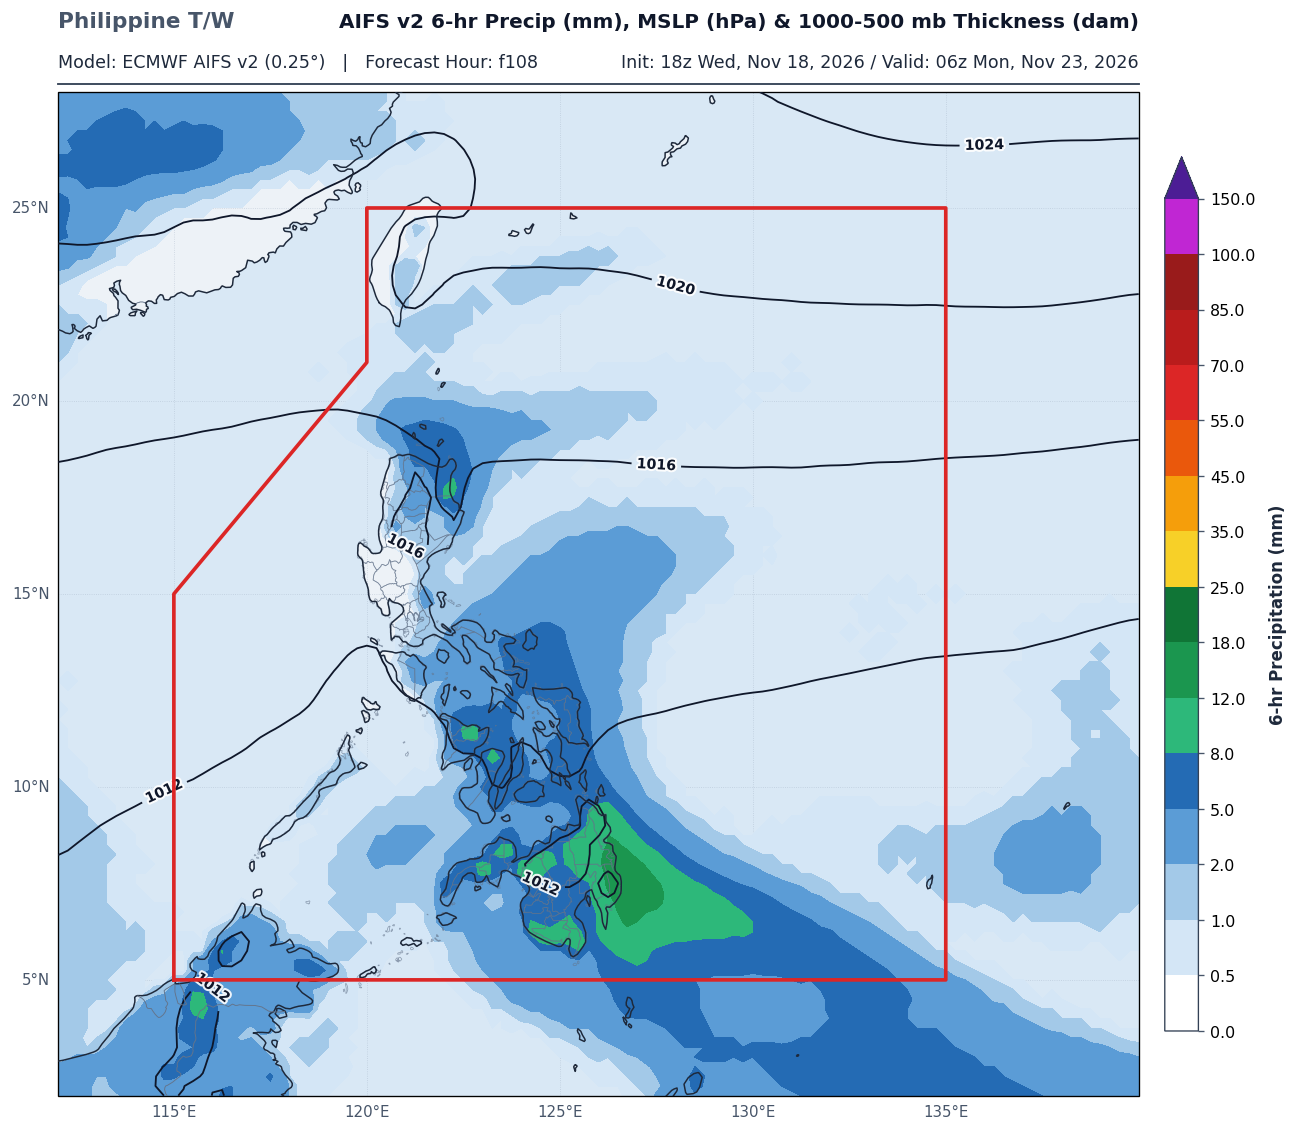 Philippine T/W
AIFS v2 6-hr Precip (mm), MSLP (hPa) & 1000-500 mb Thickness (dam)
Model: ECMWF AIFS v2 (0.25°) | Forecast Hour: f108
Init: 18z Wed, Nov 18, 2026 / Valid: 06z Mon, Nov 23, 2026
25°N
20°N
15°N
10°N
5°N
115°E
120°E
125°E
130°E
135°E
1024
1020
1016
1016
1012
1012
1012
150.0
100.0
85.0
70.0
55.0
45.0
35.0
25.0
18.0
12.0
8.0
5.0
2.0
1.0
0.5
0.0
6-hr Precipitation (mm)